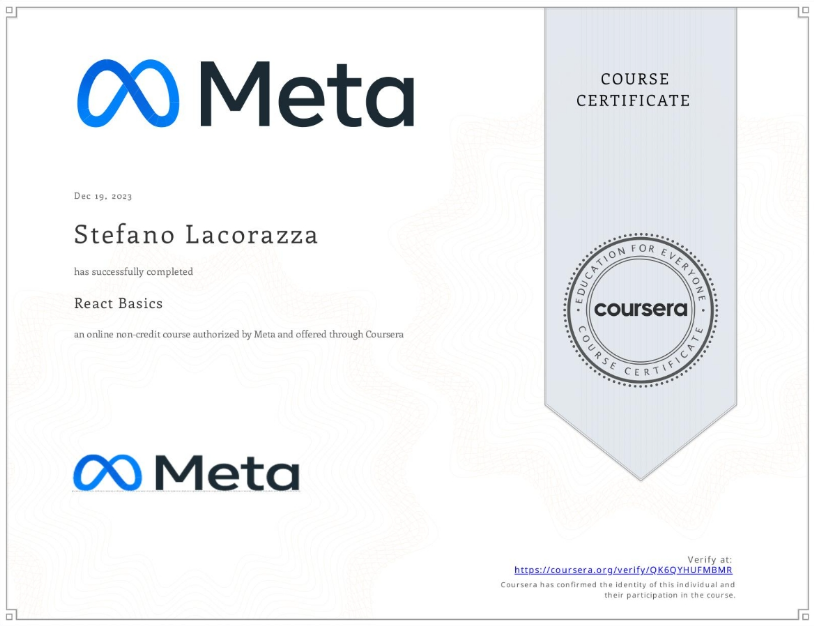 Meta
COURSE
CERTIFICATE
Dec 19, 2023
Stefano Lacorazza
has successfully completed
React Basics
an online non-credit course authorized by Meta and offered through Coursera
EDUCATION FOR EVERYONE
coursera
COURSE CERTIFICATE
Meta
Verify at:
https://coursera.org/verify/QK6QYHUFMBMR
Coursera has confirmed the identity of this individual and
their participation in the course.